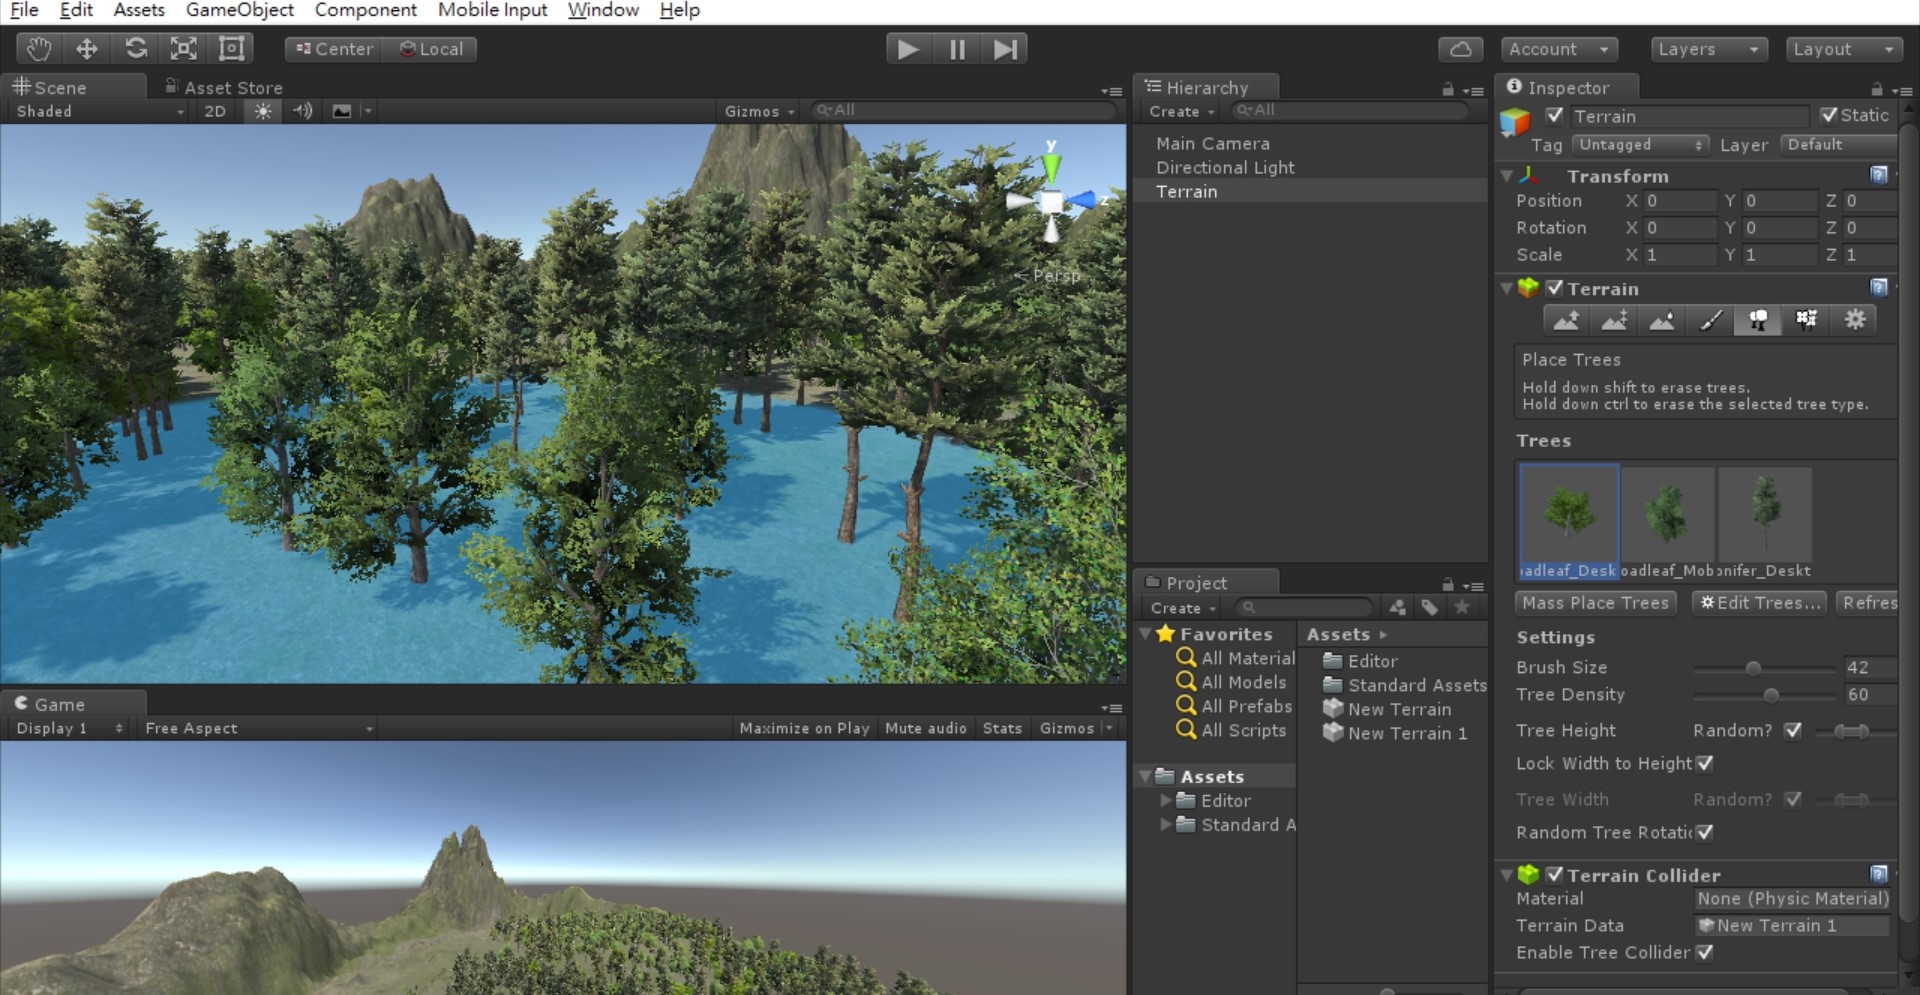 File Edit Assets GameObject Component Mobile Input Window Help
Center Local
Account Layers Layout
Scene Asset Store
Shaded 2D Gizmos All
y
z
Persp
Game
Display 1 Free Aspect Maximize on Play Mute audio Stats Gizmos
Hierarchy
Create All
Main Camera
Directional Light
Terrain
Project
Create
Favorites
All Material
All Models
All Prefabs
All Scripts
Assets
Editor
Standard A
Assets
Editor
Standard Assets
New Terrain
New Terrain 1
Inspector
Terrain Static
Tag Untagged Layer Default
Transform
Position X 0 Y 0 Z 0
Rotation X 0 Y 0 Z 0
Scale X 1 Y 1 Z 1
Terrain
Place Trees
Hold down shift to erase trees.
Hold down ctrl to erase the selected tree type.
Trees
adleaf_Desk oadleaf_Mob onifer_Deskt
Mass Place Trees Edit Trees... Refres
Settings
Brush Size 42
Tree Density 60
Tree Height Random?
Lock Width to Height
Tree Width Random?
Random Tree Rotati
Terrain Collider
Material None (Physic Material)
Terrain Data New Terrain 1
Enable Tree Collider